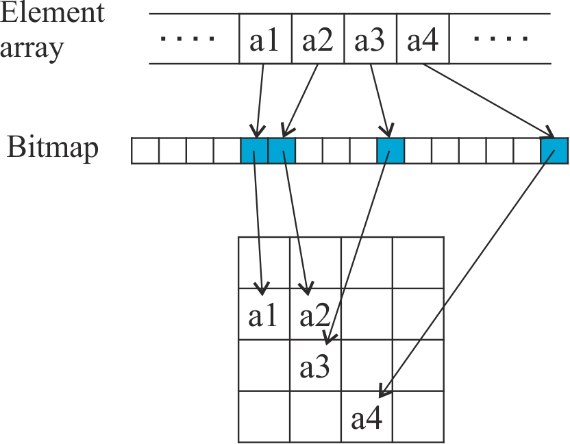 Element
array
.... a1 a2 a3 a4 ....
Bitmap
a1 a2
a3
a4